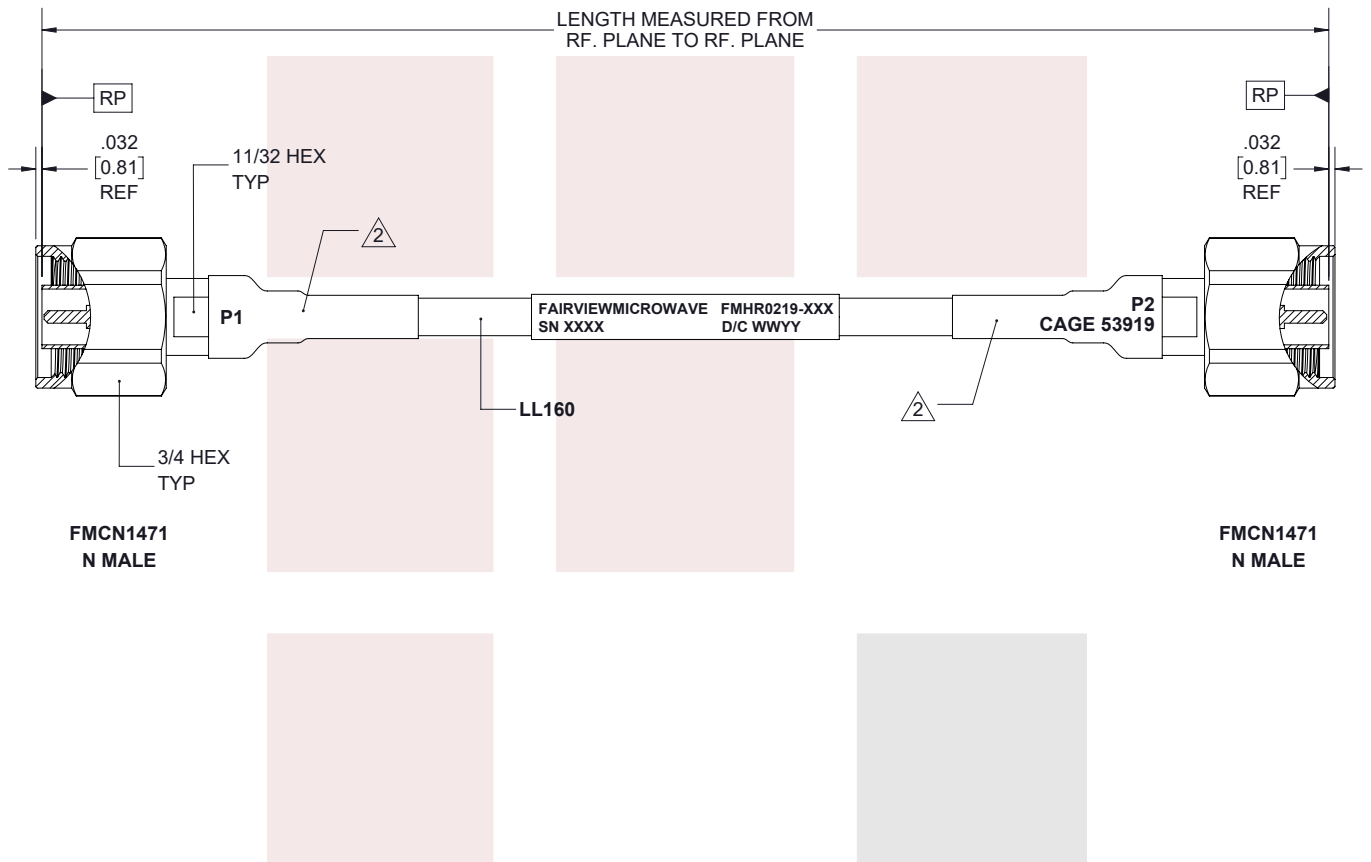 LENGTH MEASURED FROM
RF. PLANE TO RF. PLANE
RP
RP
.032
[0.81]
REF
.032
[0.81]
REF
11/32 HEX
TYP
2
P1
FAIRVIEWMICROWAVE FMHR0219-XXX
SN XXXX D/C WWYY
P2
CAGE 53919
LL160
2
3/4 HEX
TYP
FMCN1471
N MALE
FMCN1471
N MALE